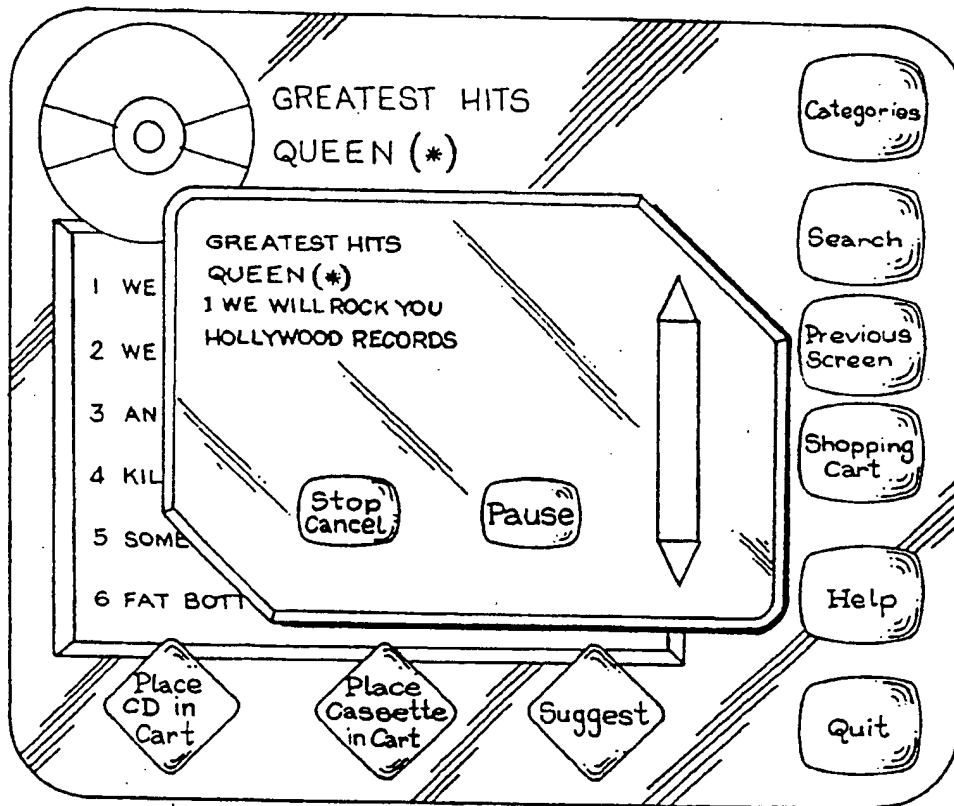 GREATEST HITS
QUEEN (*)
GREATEST HITS
QUEEN (*)
1 WE WILL ROCK YOU
HOLLYWOOD RECORDS
Stop
Cancel
Pause
1 WE
2 WE
3 AN
4 KIL
5 SOME
6 FAT BOTT
Place
CD in
Cart
Place
Cassette
in Cart
Suggest
Categories
Search
Previous
Screen
Shopping
Cart
Help
Quit